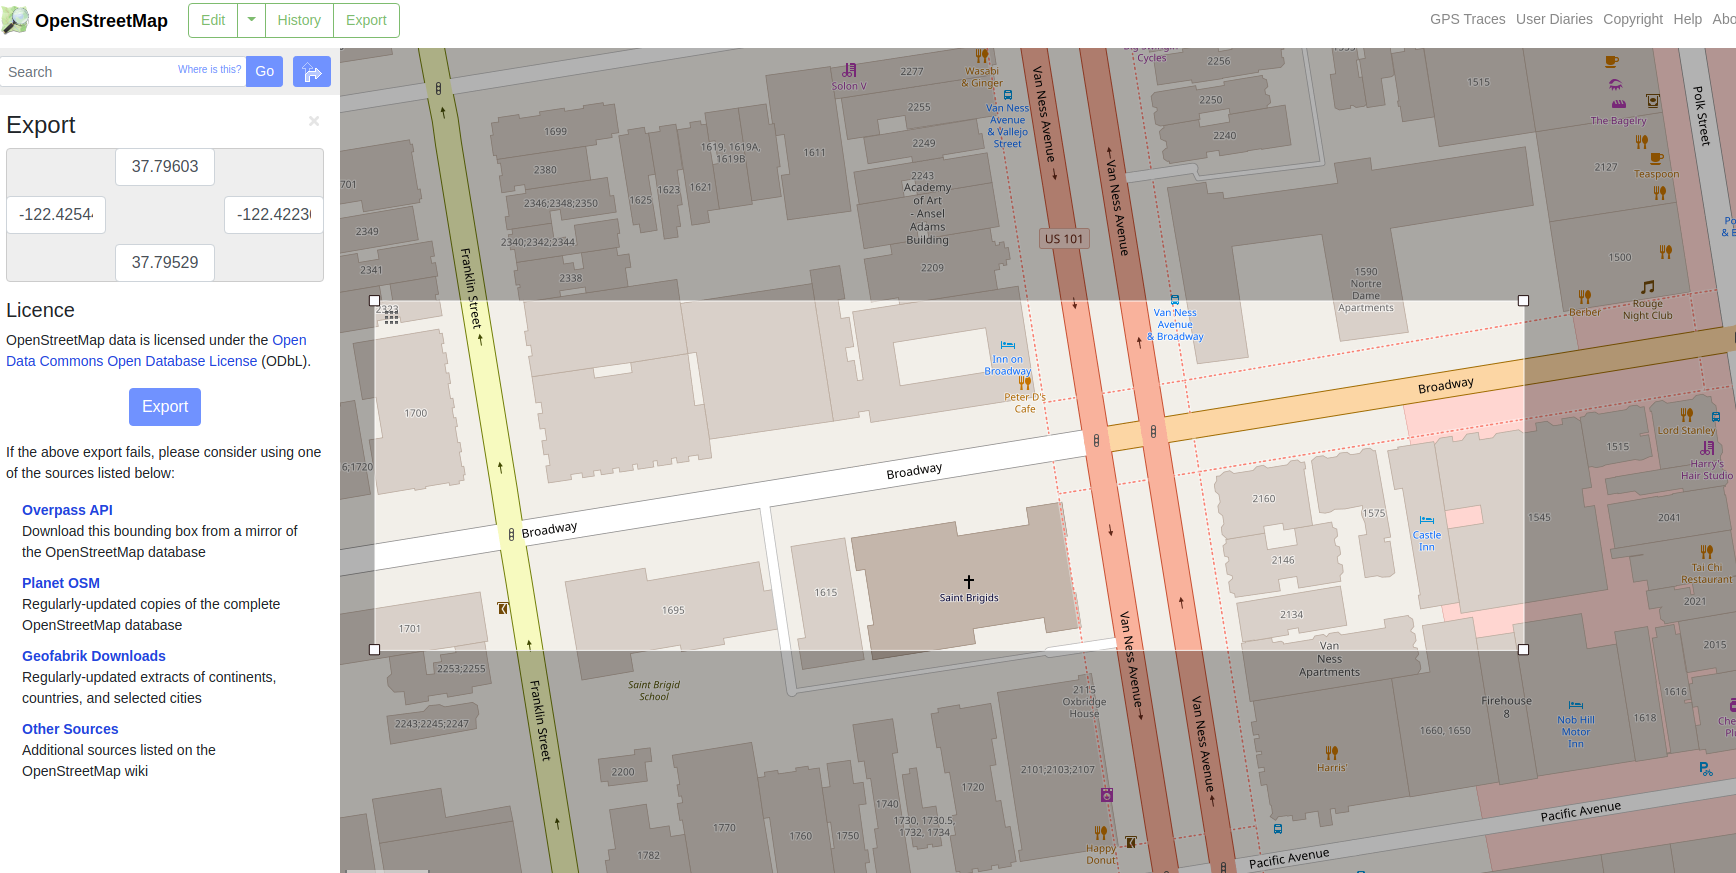 OpenStreetMap
Edit
History
Export
GPS Traces
User Diaries
Copyright
Help
Search
Where is this?
Go
Export
37.79603
37.79529
Licence
OpenStreetMap data is licensed under the Open
Data Commons Open Database License (ODbL).
Export
If the above export fails, please consider using one
of the sources listed below:
Overpass API
Download this bounding box from a mirror of
the OpenStreetMap database
Planet OSM
Regularly-updated copies of the complete
OpenStreetMap database
Geofabrik Downloads
Regularly-updated extracts of continents,
countries, and selected cities
Other Sources
Additional sources listed on the
OpenStreetMap wiki
Solon V
2277
Wasabi
& Ginger
Cycles
2256
1515
Van Ness
Avenue
& Vallejo
Street
2255
2250
The Bagelry
1699
1619, 1619A,
1619B
1611
2249
2240
2127
Teaspoon
2380
2243
Academy
of Art
- Ansel
Adams
Building
1623
1621
1625
2346;2348;2350
2349
2340;2342;2344
2341
2338
2209
US 101
1500
1590
Nortre
Dame
Apartments
Berber
Rouge
Night Club
2323
Van Ness
Avenue
& Broadway
Inn on
Broadway
Peter D's
Cafe
1700
6;1720
Broadway
Broadway
Broadway
Lord Stanley
1515
Harry's
Hair Studio
2160
1575
1545
2041
Castle
Inn
2146
Tai Chi
Restaurant
2021
1615
Saint Brigids
1695
1701
2134
2015
Van
Ness
Apartments
2253;2255
Saint Brigid
School
2243;2245;2247
2115
Oxbridge
House
Firehouse
8
1616
1618
Nob Hill
Motor
Inn
1660, 1650
2200
2101;2103;2107
Harris'
1720
1740
1730, 1730.5,
1732, 1734
1770
1760
1750
1782
Happy
Donut
Pacific Avenue
Pacific Avenue
Franklin Street
Franklin Street
Van Ness Avenue
Van Ness Avenue
Van Ness Avenue
Van Ness Avenue
Polk Street